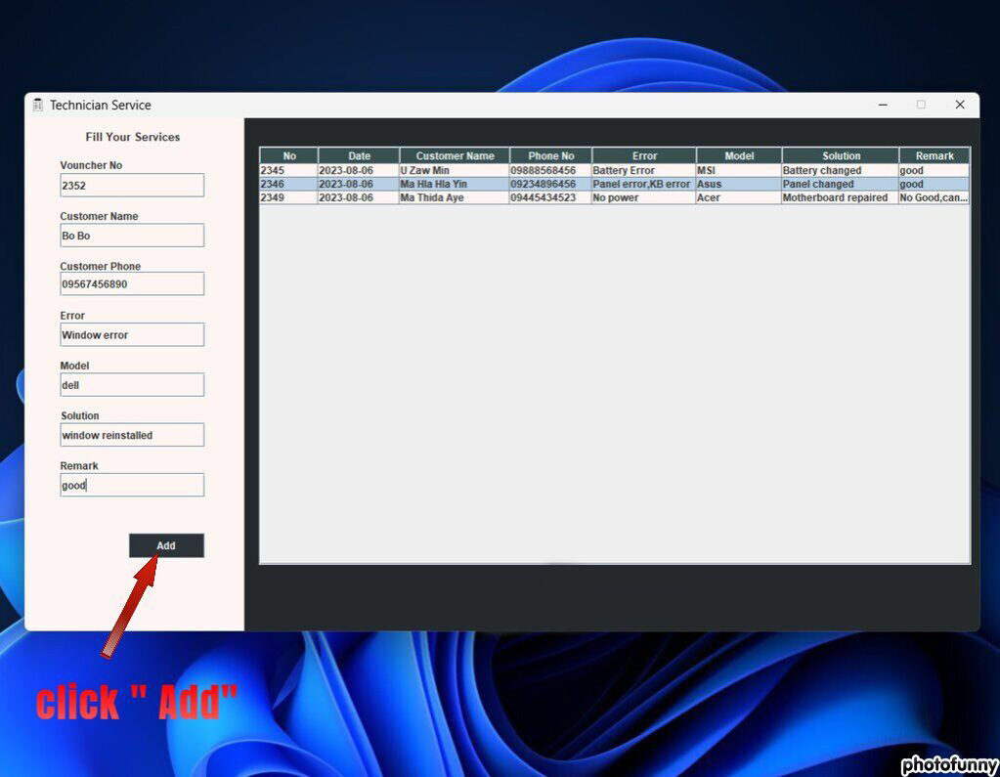 Technician Service
Fill Your Services
Vouncher No
2352
Customer Name
Bo Bo
Customer Phone
09567456890
Error
Window error
Model
dell
Solution
window reinstalled
Remark
good
Add
No Date Customer Name Phone No Error Model Solution Remark
2345 2023-08-06 U Zaw Min 09888568456 Battery Error MSI Battery changed good
2346 2023-08-06 Ma Hla Hla Yin 09234896456 Panel error,KB error Asus Panel changed good
2349 2023-08-06 Ma Thida Aye 09445434523 No power Acer Motherboard repaired No Good,can...
click " Add"
photofunny